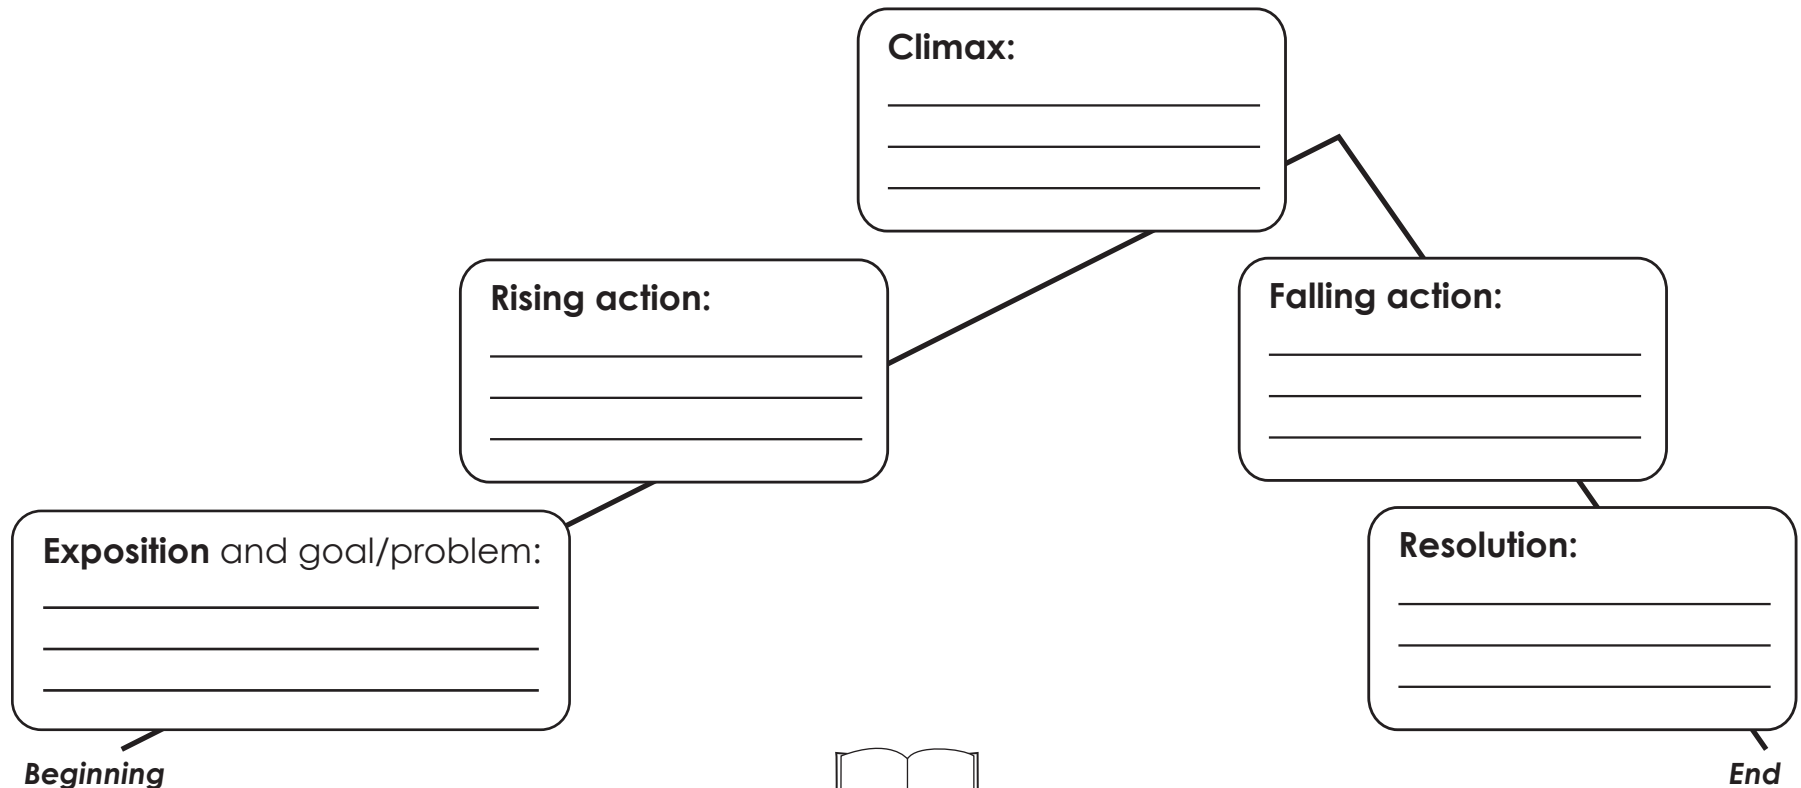 Climax:
Rising action:
Falling action:
Exposition and goal/problem:
Resolution:
Beginning
End